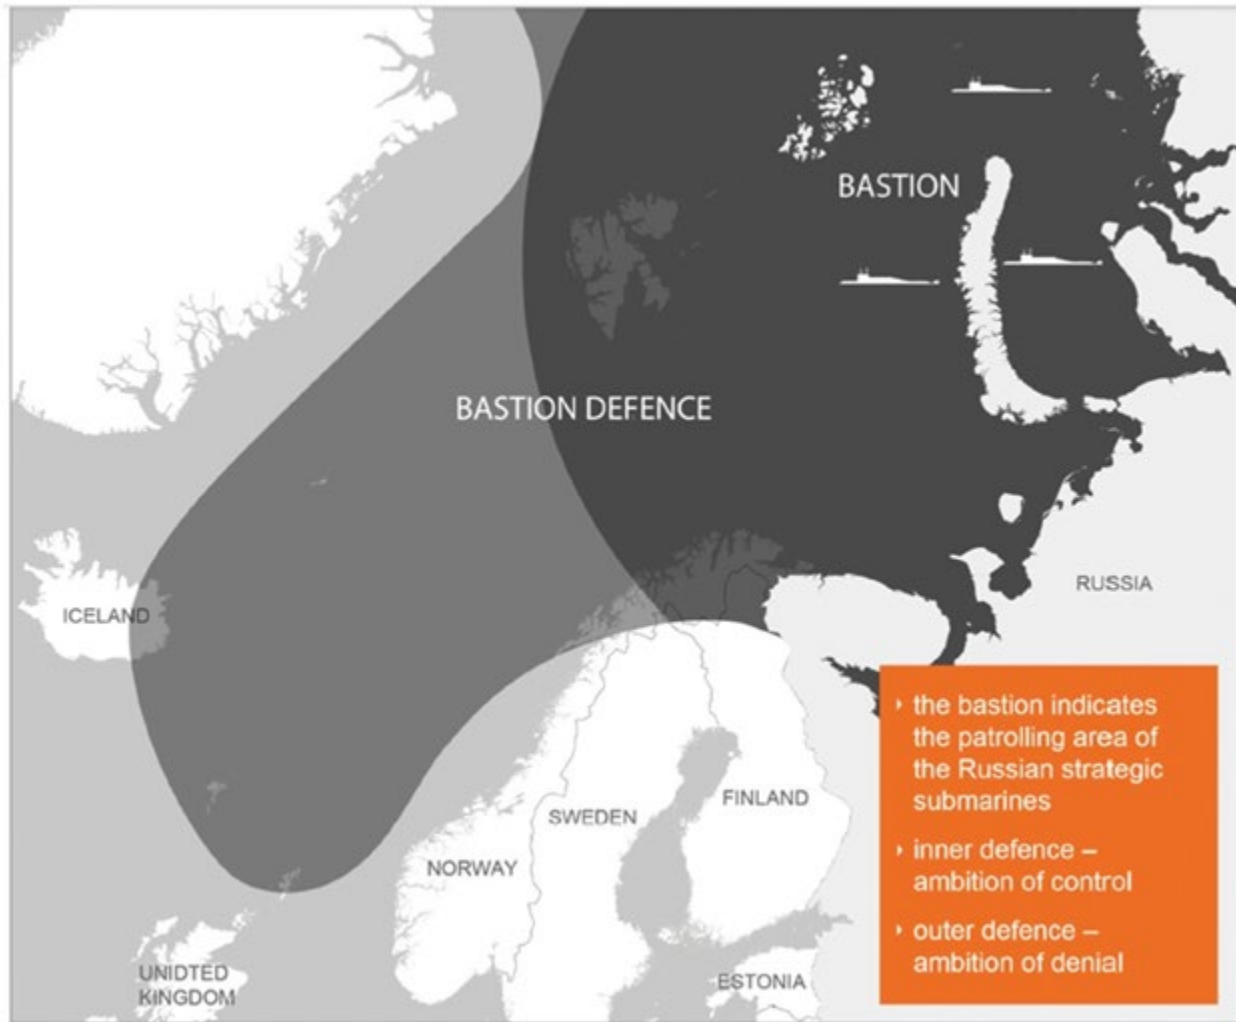 BASTION
BASTION DEFENCE
ICELAND
RUSSIA
FINLAND
SWEDEN
NORWAY
UNIDTED
KINGDOM
ESTONIA
‣ the bastion indicates
the patrolling area of
the Russian strategic
submarines
‣ inner defence –
ambition of control
‣ outer defence –
ambition of denial